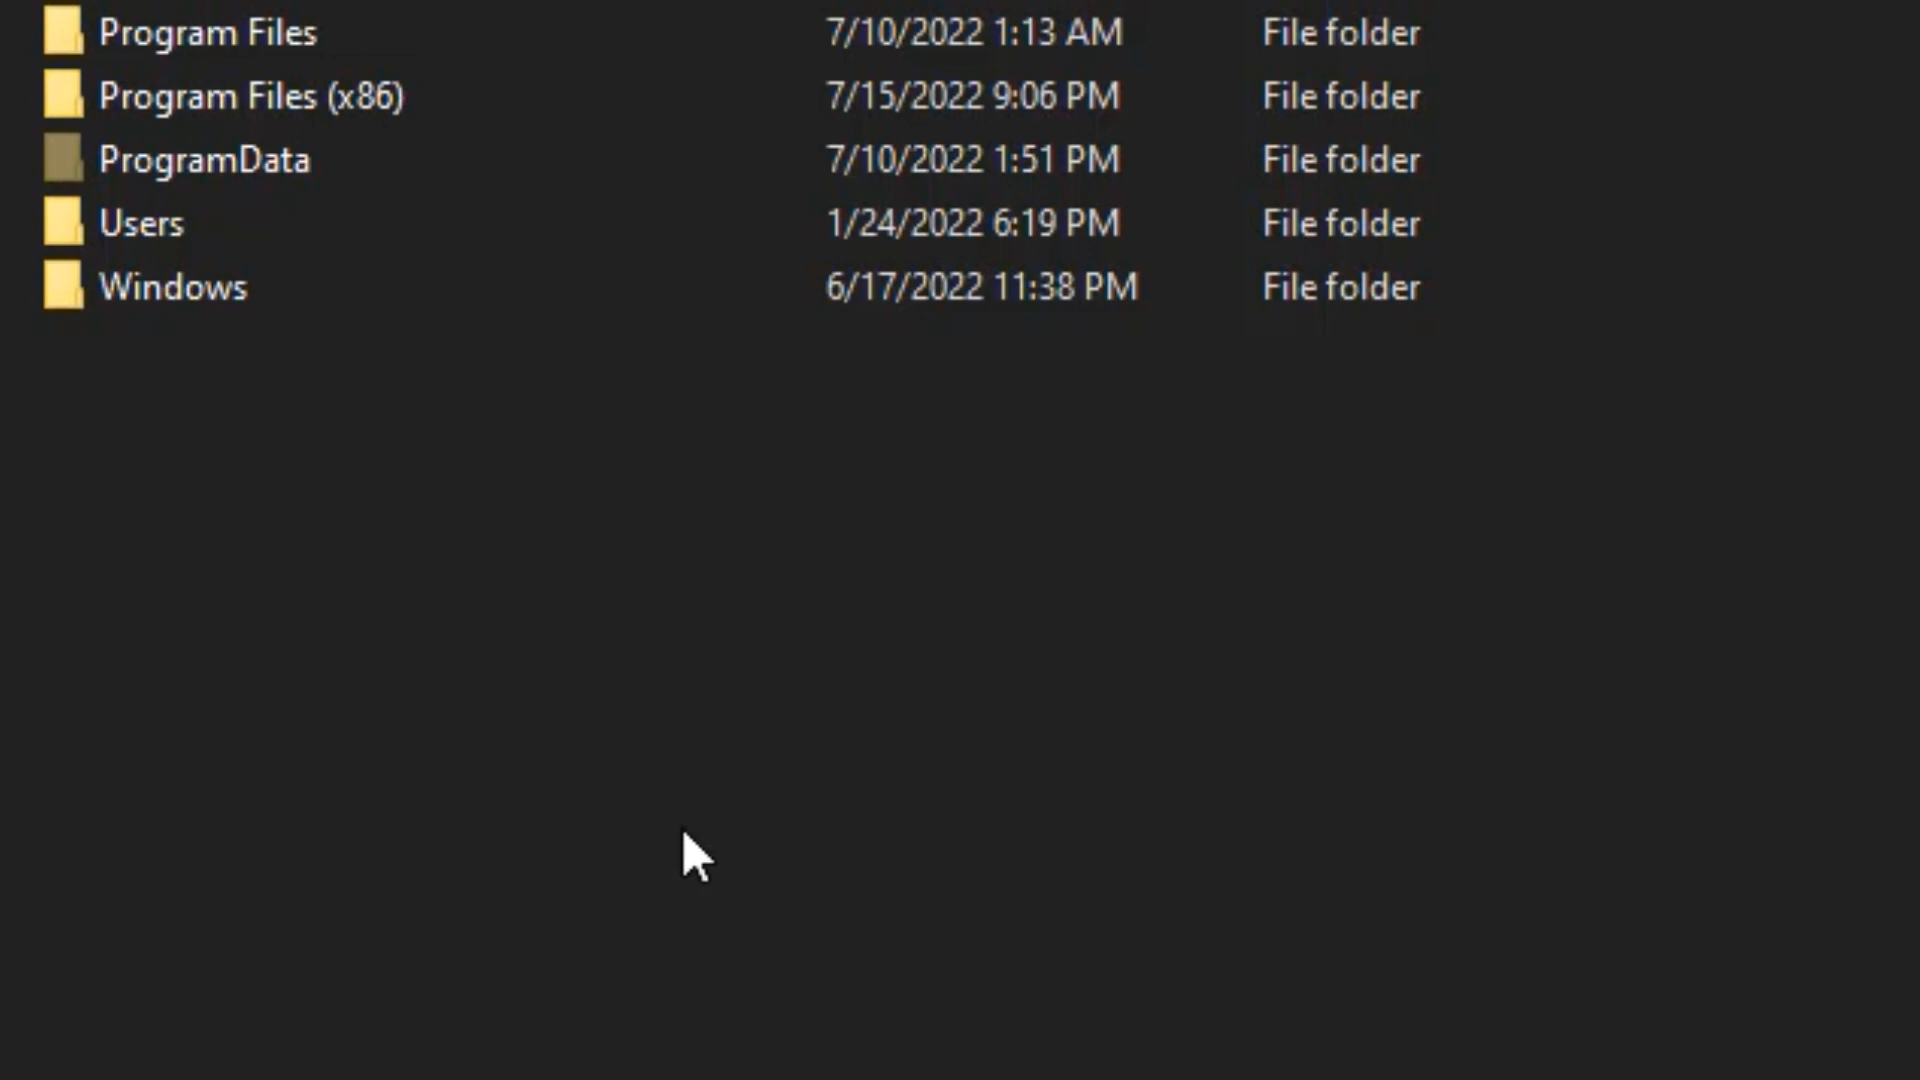 Program Files 7/10/2022 1:13 AM File folder
Program Files (x86) 7/15/2022 9:06 PM File folder
ProgramData 7/10/2022 1:51 PM File folder
Users 1/24/2022 6:19 PM File folder
Windows 6/17/2022 11:38 PM File folder